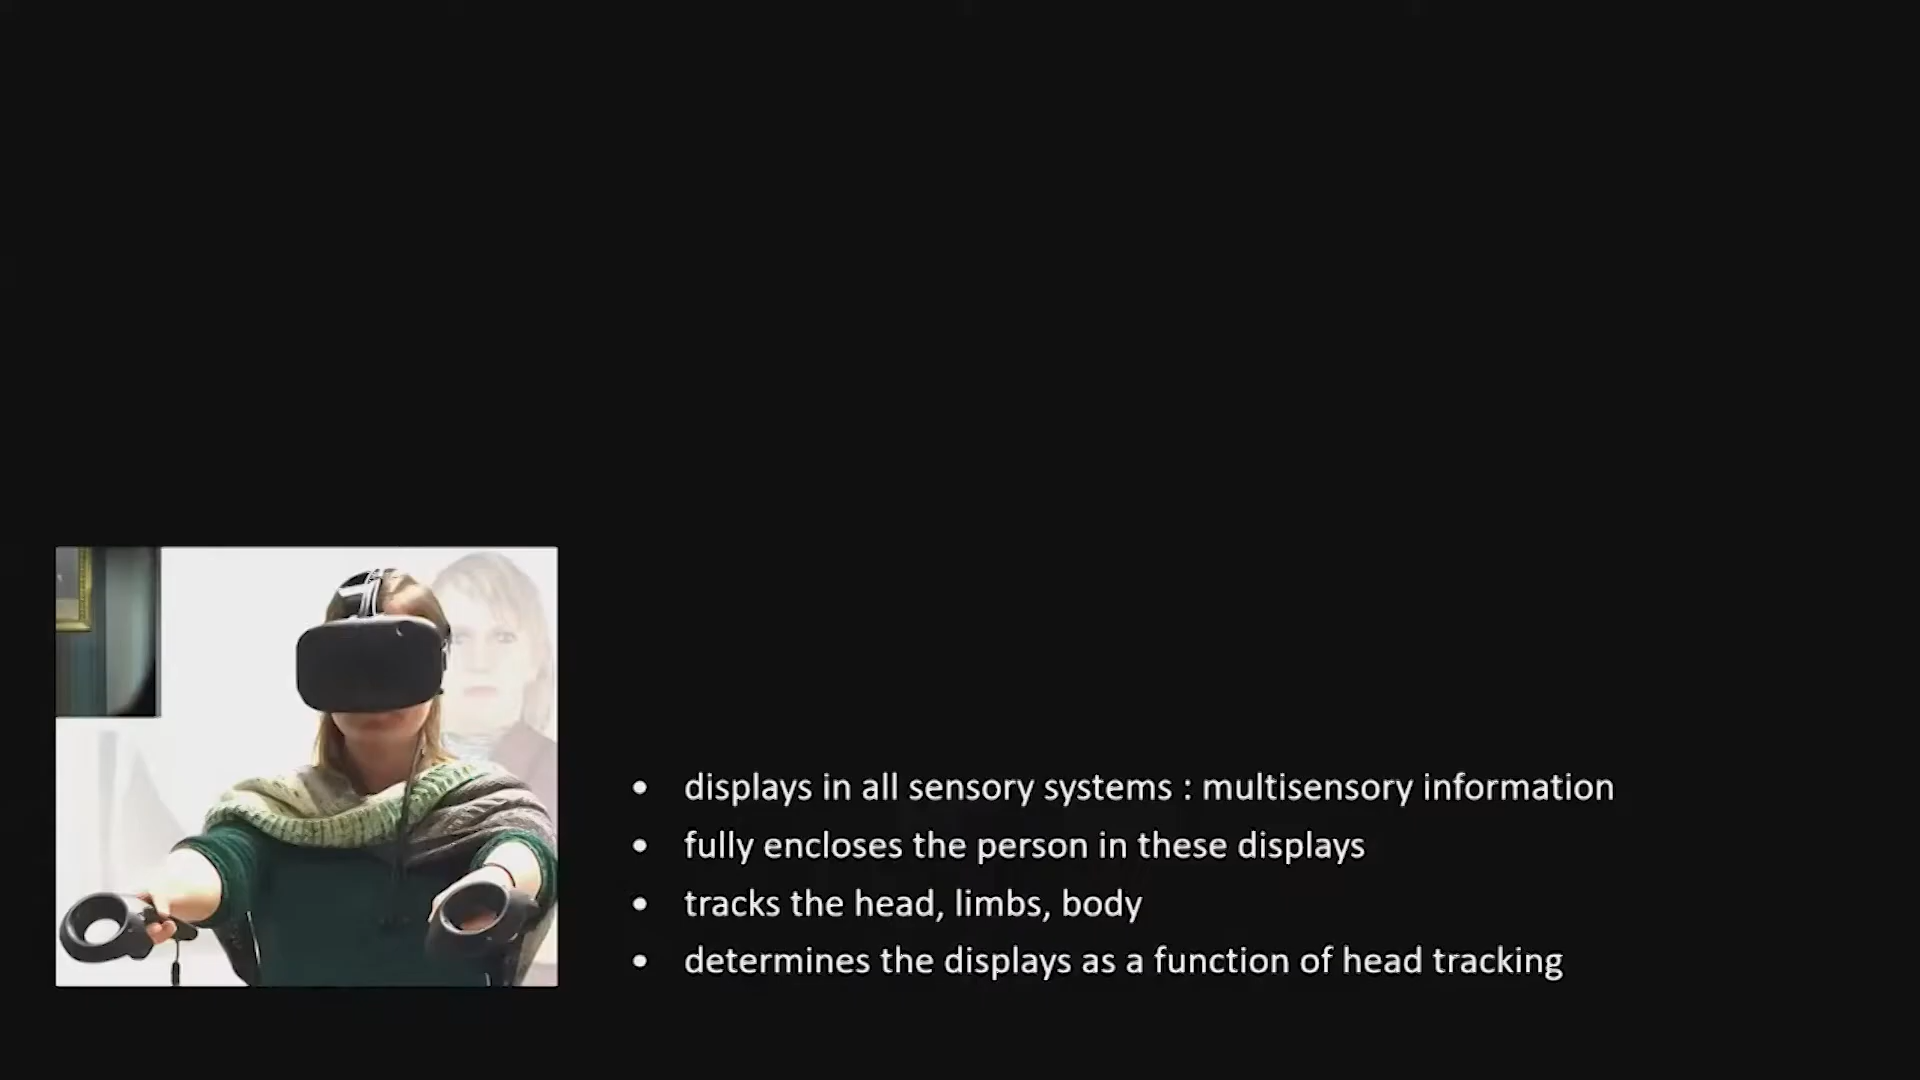 • displays in all sensory systems : multisensory information
• fully encloses the person in these displays
• tracks the head, limbs, body
• determines the displays as a function of head tracking